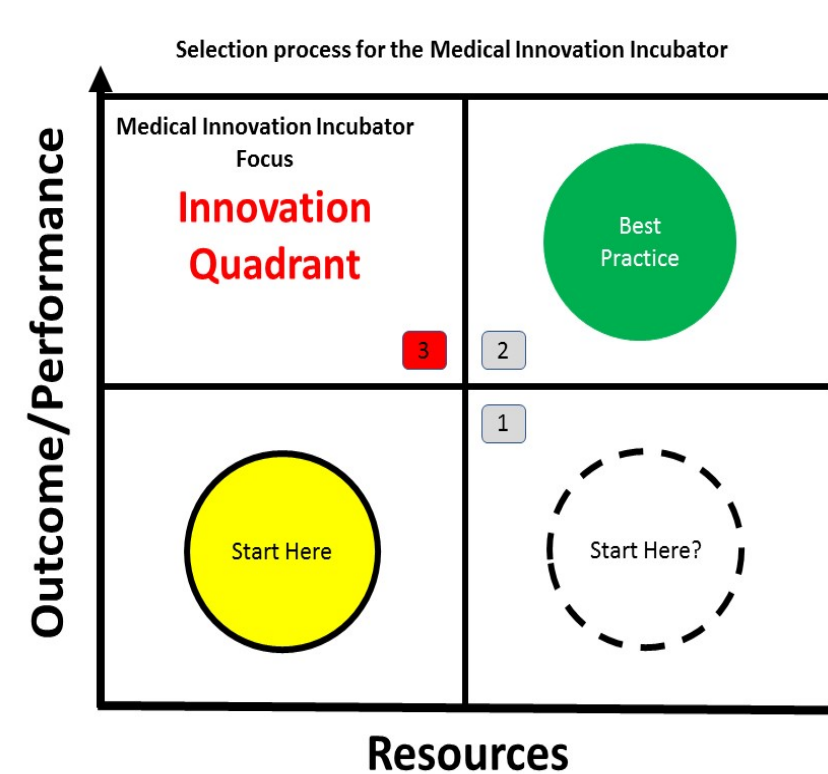 Selection process for the Medical Innovation Incubator
Medical Innovation Incubator
Focus
Innovation
Quadrant
3
Best
Practice
2
1
Start Here
Start Here?
Outcome/Performance
Resources